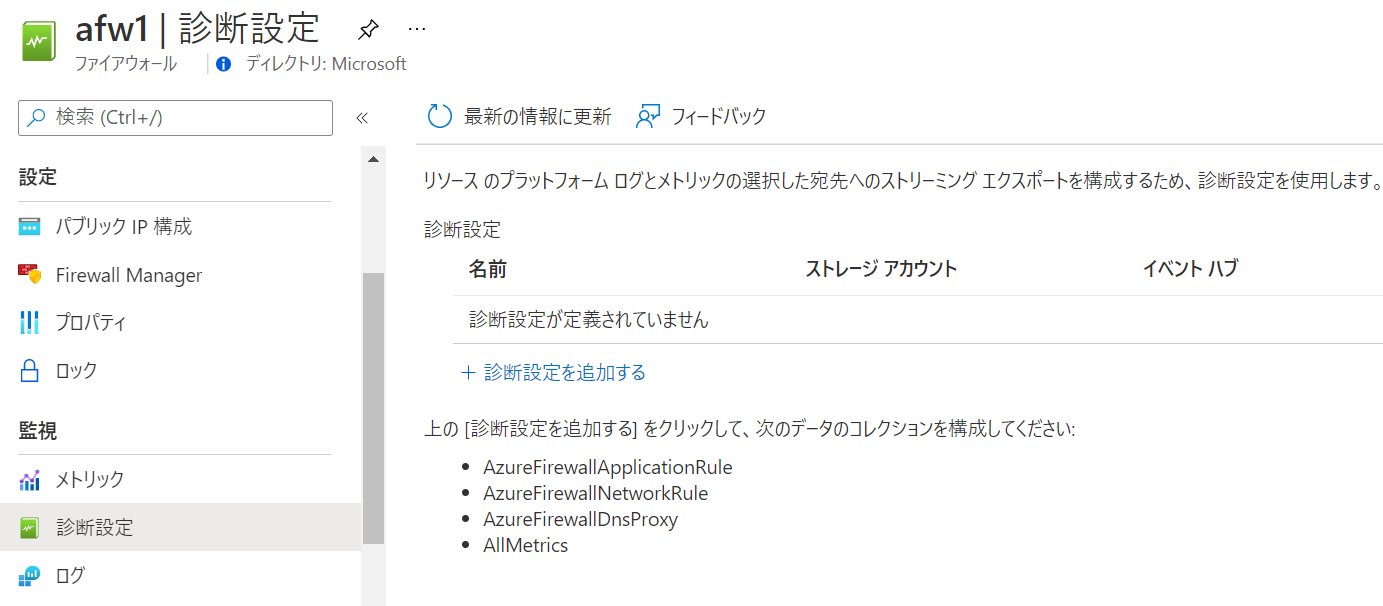 afw1 | 診断設定
ファイアウォール
ディレクトリ: Microsoft
検索 (Ctrl+/)
設定
パブリック IP 構成
Firewall Manager
プロパティ
ロック
監視
メトリック
診断設定
ログ
最新の情報に更新 フィードバック
リソース のプラットフォーム ログとメトリックの選択した宛先へのストリーミング エクスポートを構成するため、診断設定を使用します。
診断設定
名前 ストレージ アカウント イベント ハブ
診断設定が定義されていません
+ 診断設定を追加する
上の [診断設定を追加する] をクリックして、次のデータのコレクションを構成してください:
• AzureFirewallApplicationRule
• AzureFirewallNetworkRule
• AzureFirewallDnsProxy
• AllMetrics